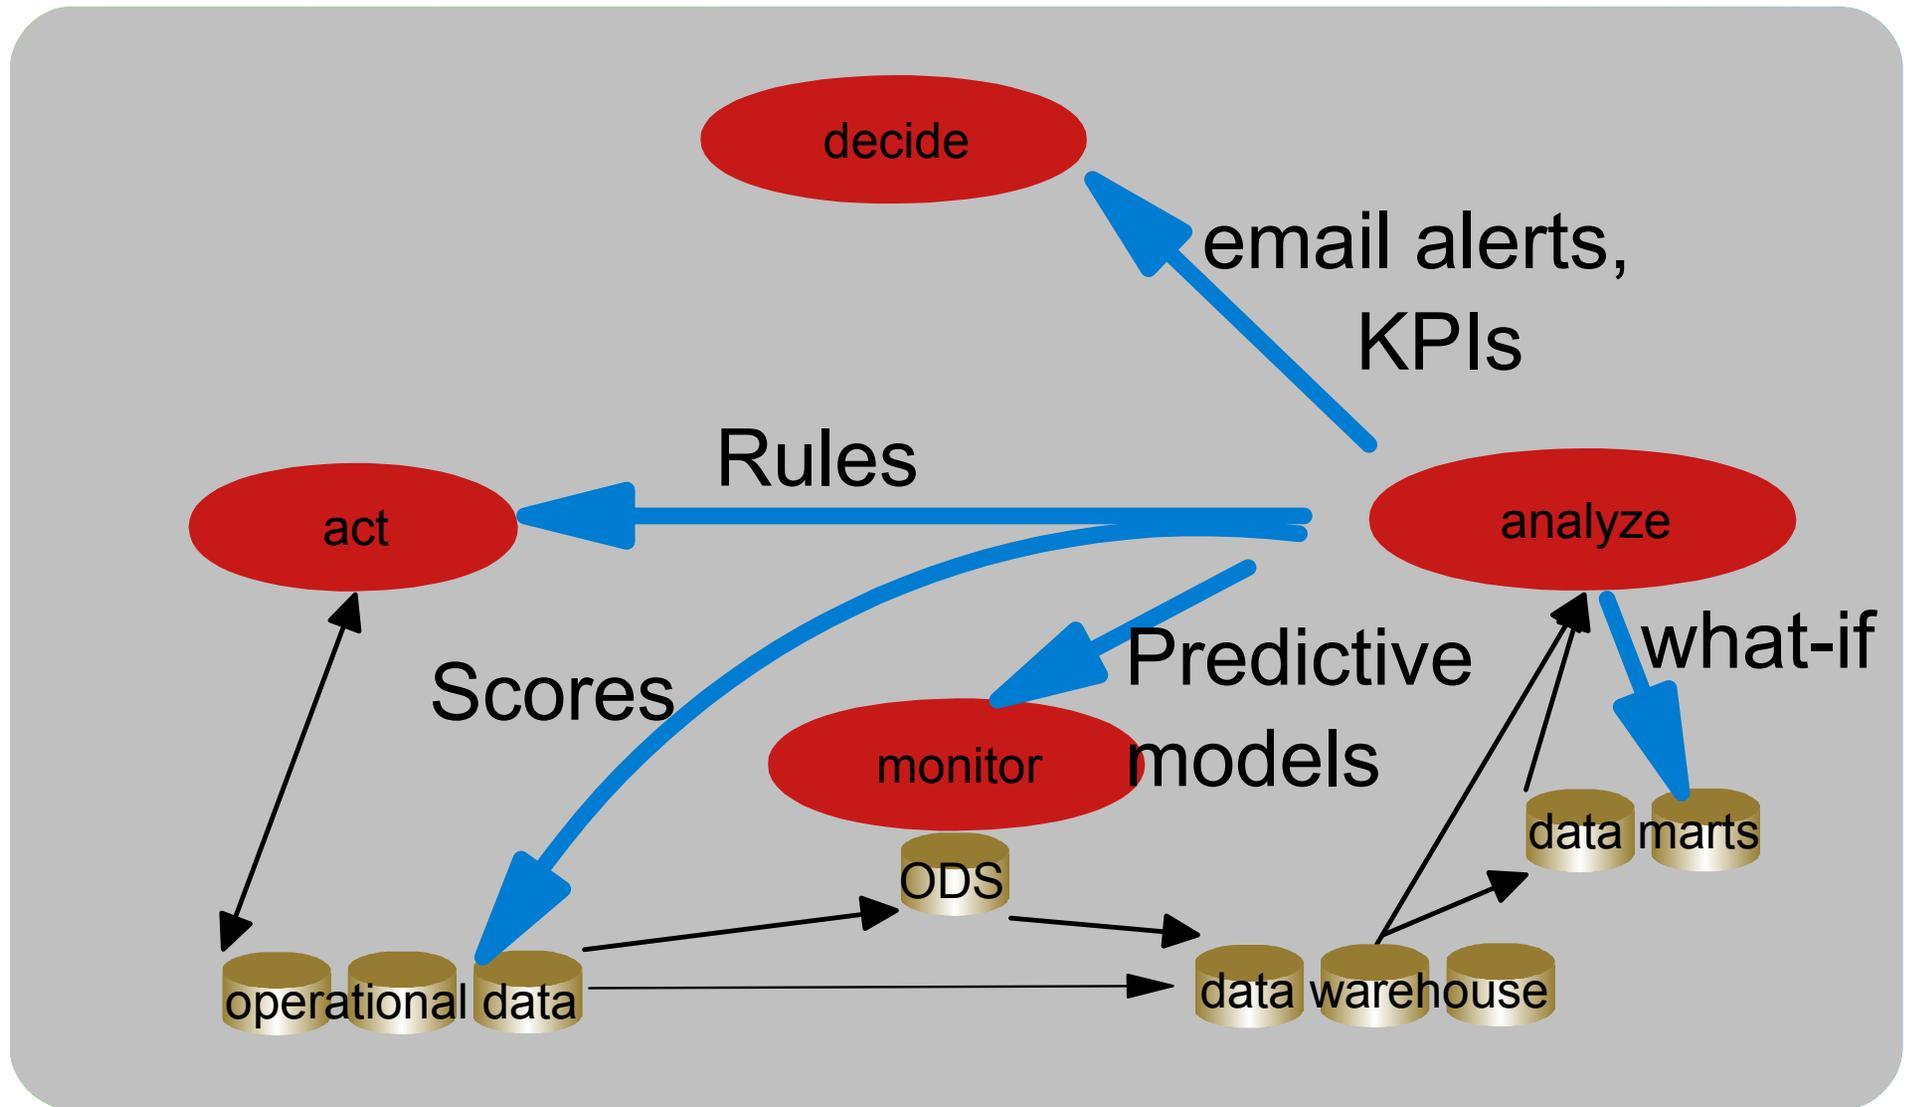 decide
email alerts,
KPIs
Rules
act
analyze
Scores
Predictive
models
what-if
monitor
data marts
ODS
operational data
data warehouse